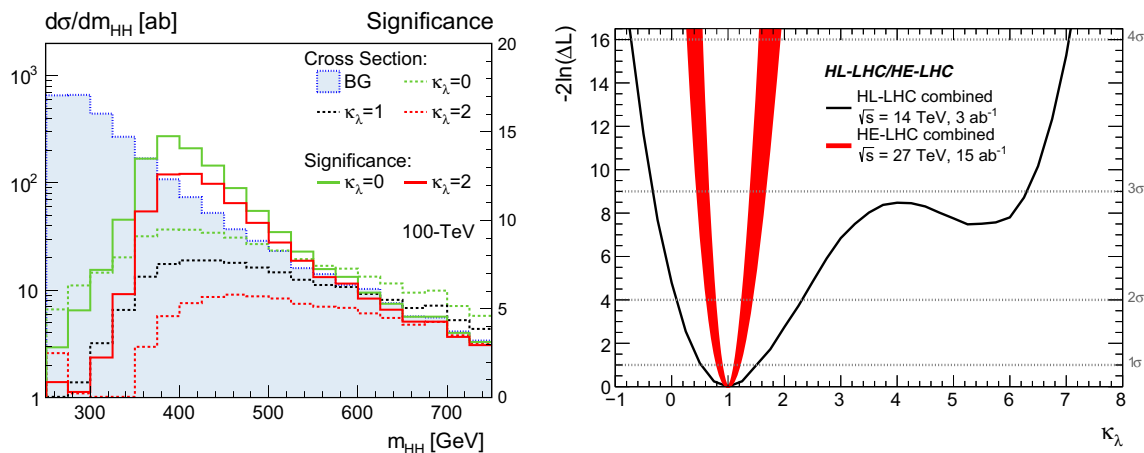 dσ/dm_HH [ab] Significance
Cross Section:
BG κ_λ=0
κ_λ=1 κ_λ=2
Significance:
κ_λ=0 κ_λ=2
100-TeV
10³
10²
10
1
20
15
10
5
0
300 400 500 600 700
m_HH [GeV]
-2ln(ΔL)
16
14
12
10
8
6
4
2
0
HL-LHC/HE-LHC
HL-LHC combined
√s = 14 TeV, 3 ab⁻¹
HE-LHC combined
√s = 27 TeV, 15 ab⁻¹
4σ
3σ
2σ
1σ
−1 0 1 2 3 4 5 6 7 8
κ_λ